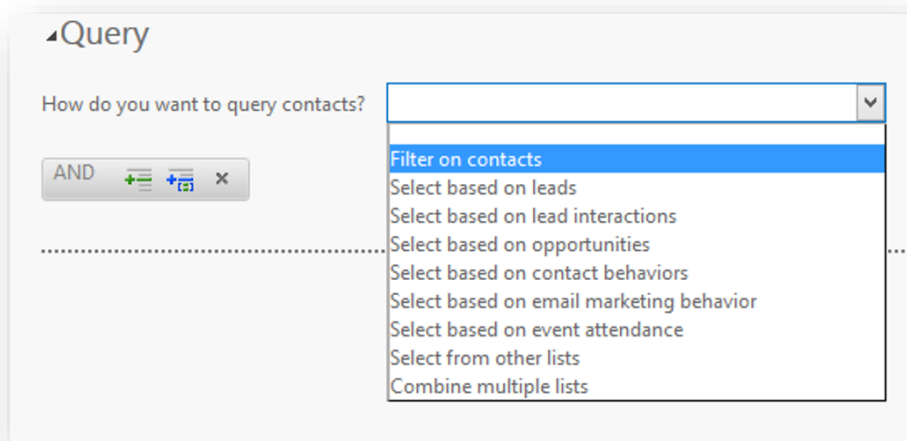 Query
How do you want to query contacts?
Filter on contacts
AND
Select based on leads
Select based on lead interactions
Select based on opportunities
Select based on contact behaviors
Select based on email marketing behavior
Select based on event attendance
Select from other lists
Combine multiple lists